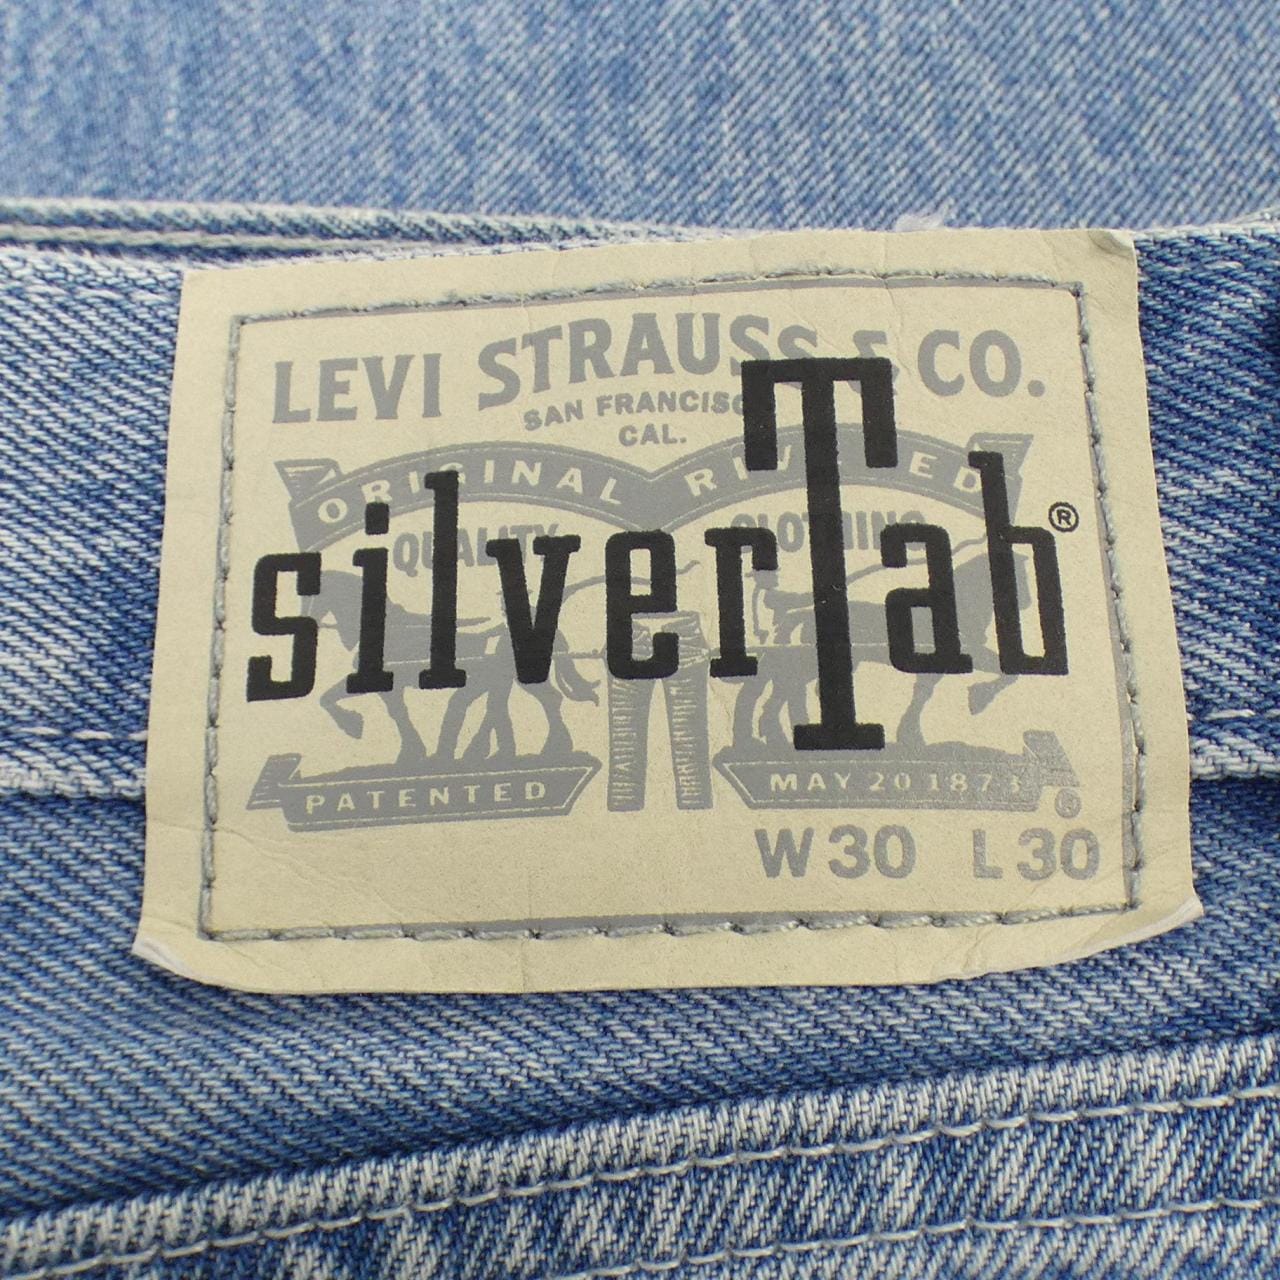 LEVI STRAUSS & CO.
SAN FRANCISCO
CAL.
ORIGINAL RIVETED
QUALITY CLOTHING
silverTab®
PATENTED MAY 20 1873
W30 L30